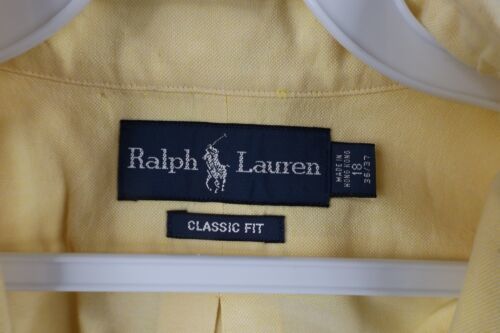 Ralph Lauren
MADE IN
HONG KONG
18
36/37
CLASSIC FIT